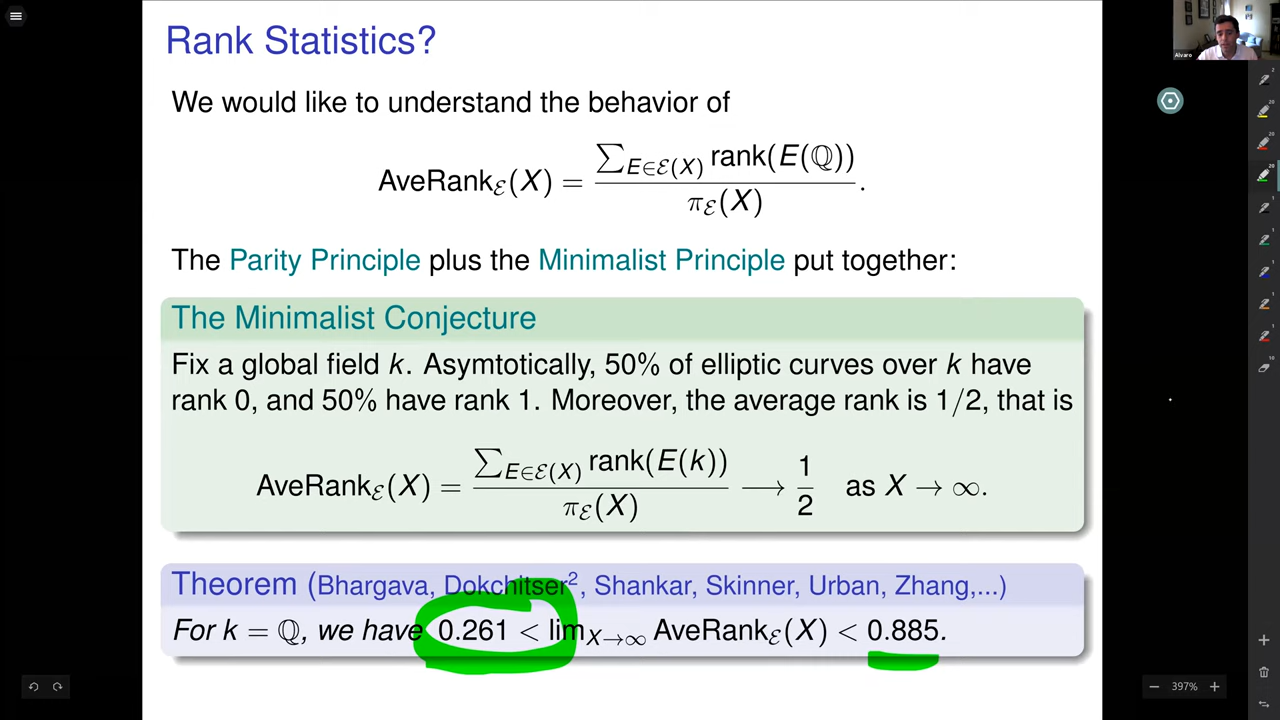 Rank Statistics?
Alvaro
We would like to understand the behavior of
AveRank_ℰ(X) = ∑_{E∈ℰ(X)} rank(E(ℚ)) / π_ℰ(X).
The Parity Principle plus the Minimalist Principle put together:
The Minimalist Conjecture
Fix a global field k. Asymtotically, 50% of elliptic curves over k have
rank 0, and 50% have rank 1. Moreover, the average rank is 1/2, that is
AveRank_ℰ(X) = ∑_{E∈ℰ(X)} rank(E(k)) / π_ℰ(X) ⟶ 1/2 as X → ∞.
Theorem (Bhargava, Dokchitser², Shankar, Skinner, Urban, Zhang,...)
For k = ℚ, we have 0.261 < lim_{X→∞} AveRank_ℰ(X) < 0.885.
397%